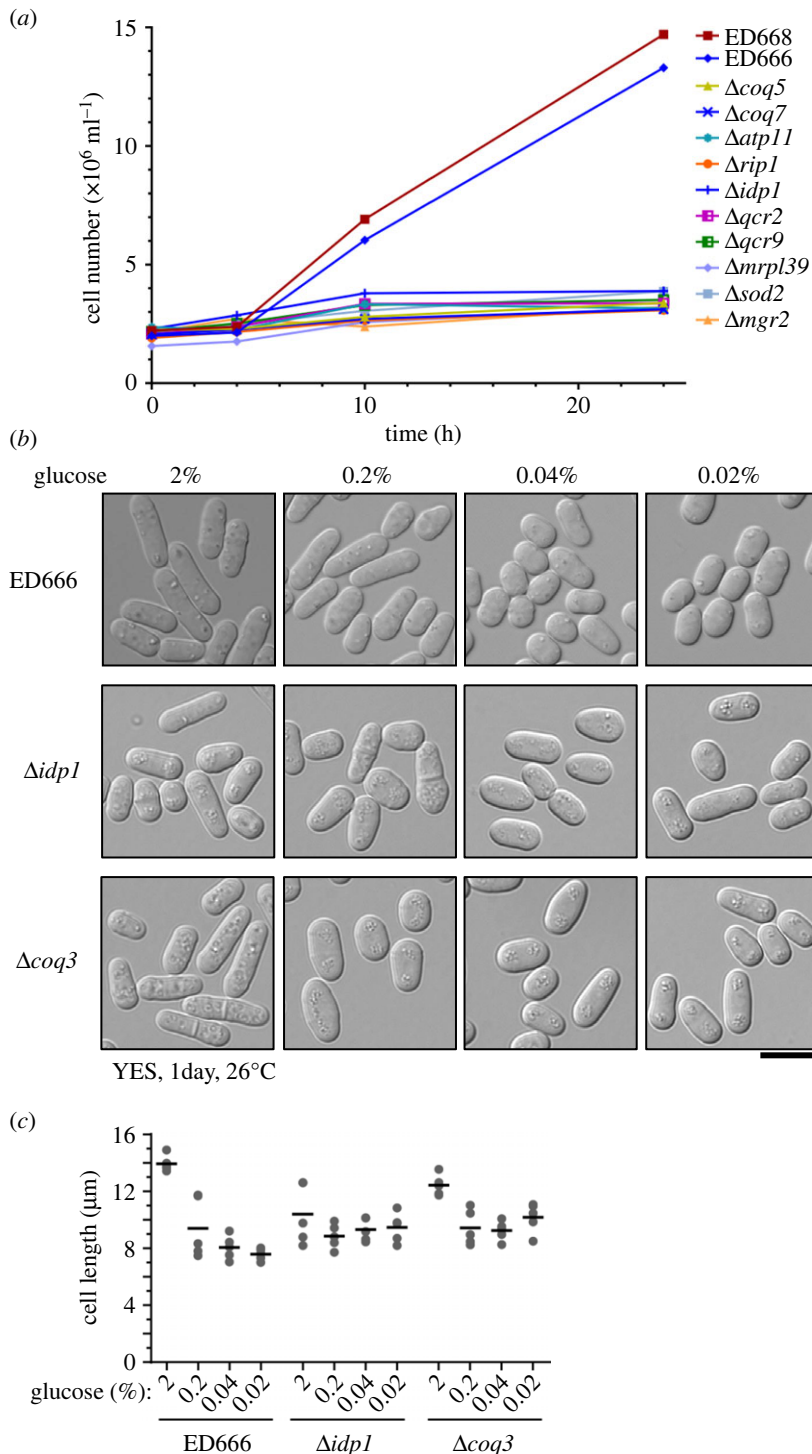 (a)
15
10
5
0
cell number (×10⁶ ml⁻¹)
0
10
20
time (h)
ED668
ED666
Δcoq5
Δcoq7
Δatp11
Δrip1
Δidp1
Δqcr2
Δqcr9
Δmrpl39
Δsod2
Δmgr2
(b)
glucose 2% 0.2% 0.04% 0.02%
ED666
Δidp1
Δcoq3
YES, 1day, 26°C
(c)
16
12
8
4
0
cell length (μm)
glucose (%): 2 0.2 0.04 0.02 2 0.2 0.04 0.02 2 0.2 0.04 0.02
ED666 Δidp1 Δcoq3